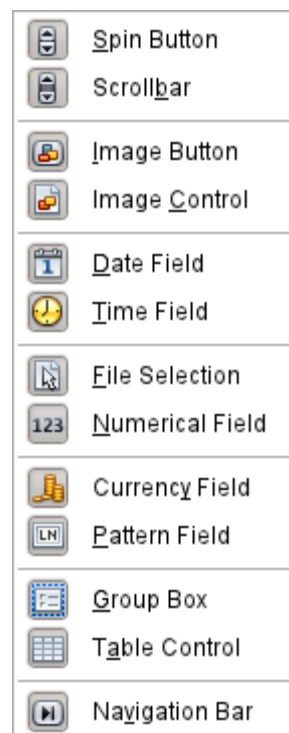 Spin Button
Scrollbar
Image Button
Image Control
1 Date Field
Time Field
File Selection
123 Numerical Field
Currency Field
LN Pattern Field
Group Box
Table Control
Navigation Bar